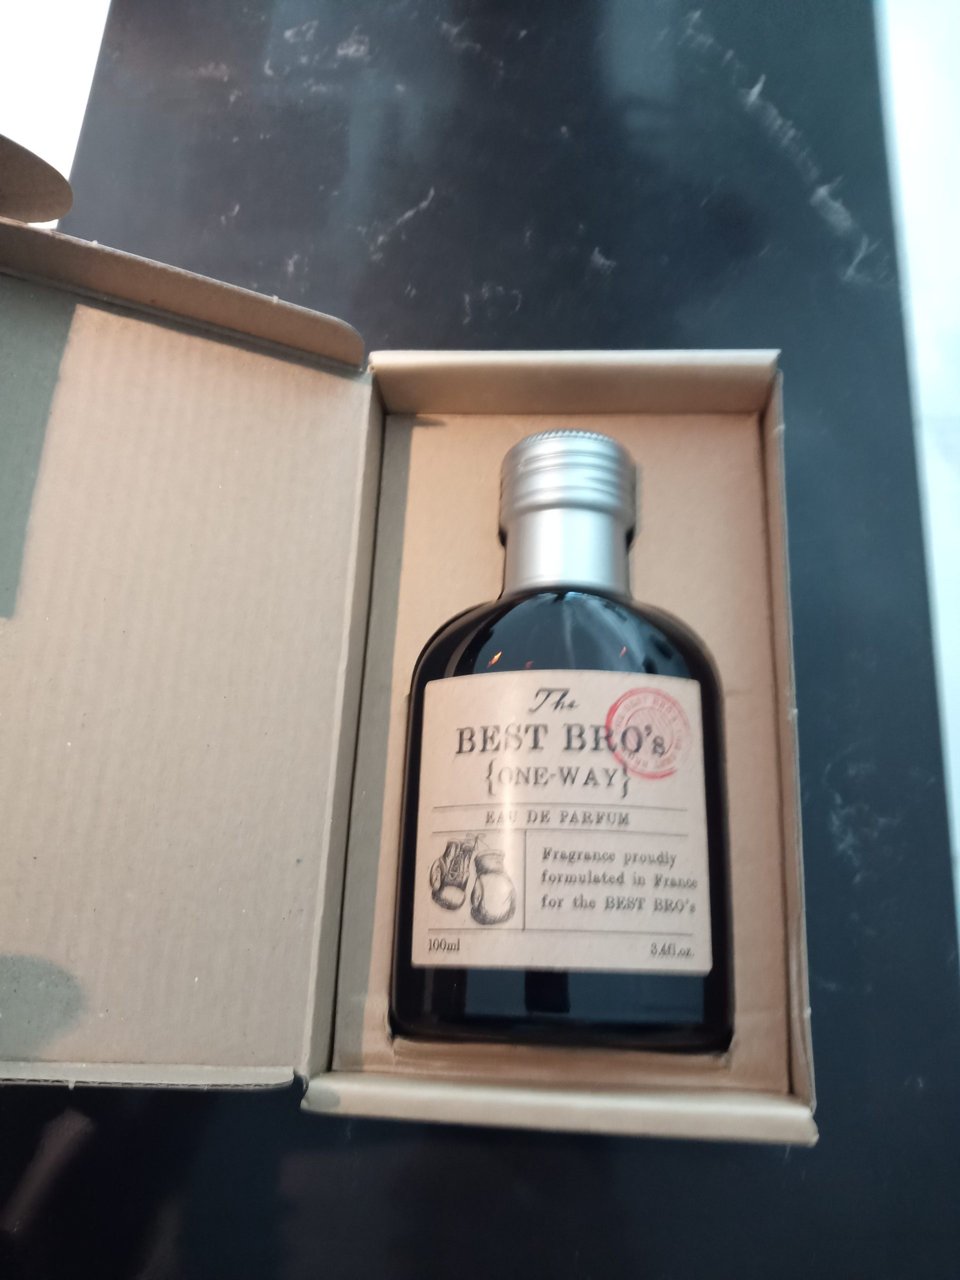 The
BEST BRO's
{ONE-WAY}
EAU DE PARFUM
Fragrance proudly
formulated in France
for the BEST BRO's
100ml
3.4fl.oz.